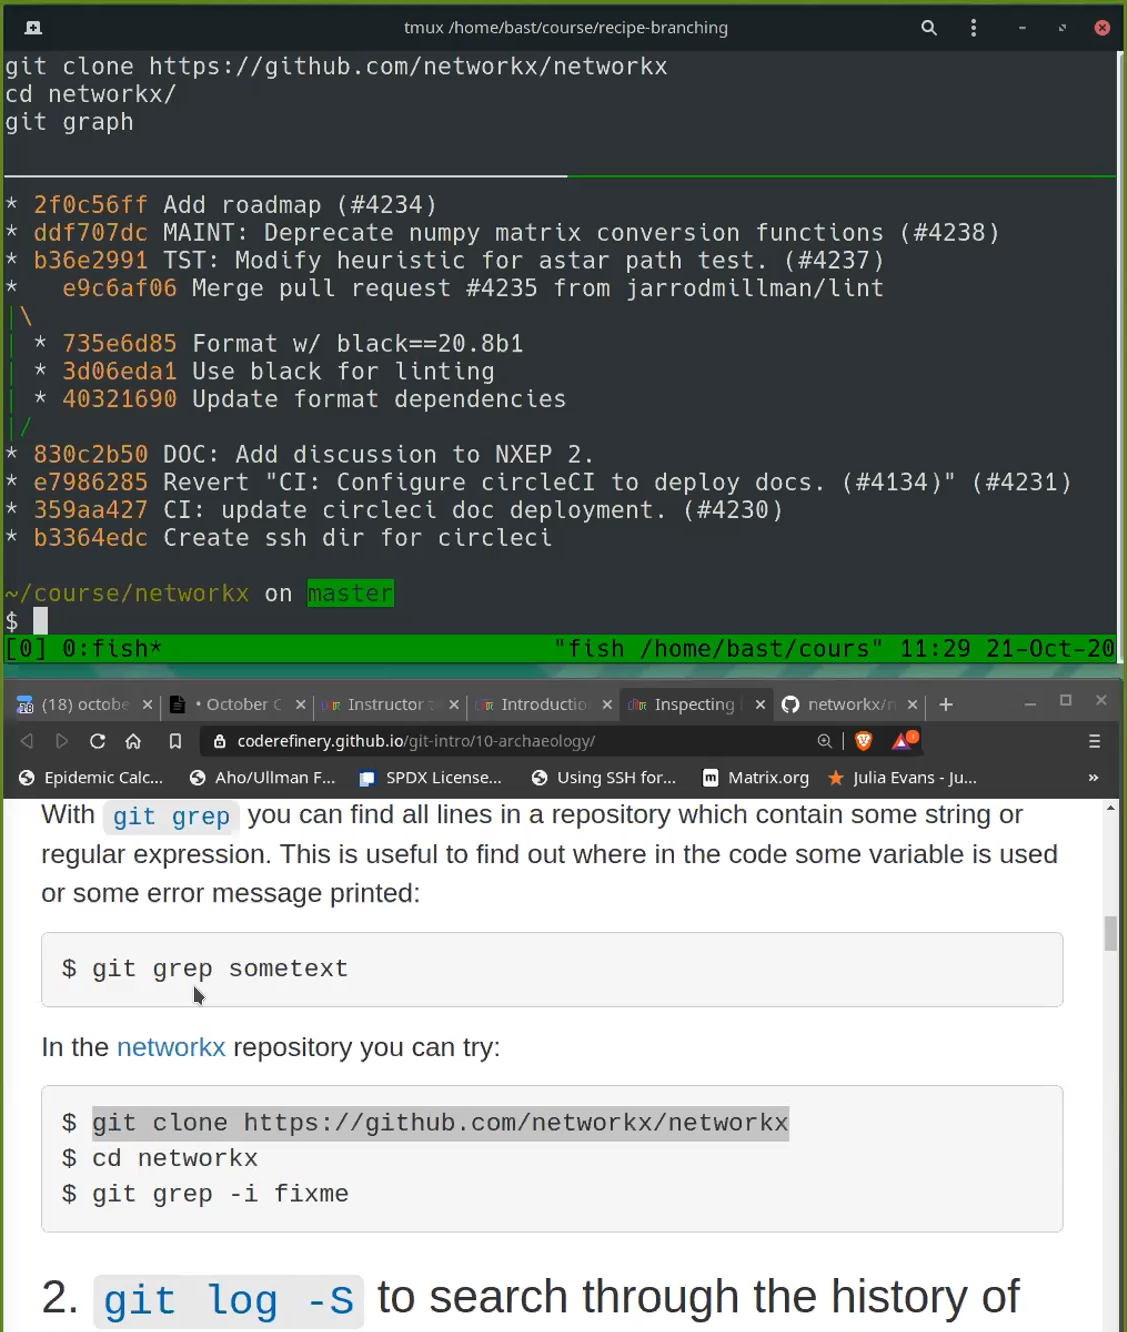 tmux /home/bast/course/recipe-branching
git clone https://github.com/networkx/networkx
cd networkx/
git graph
* 2f0c56ff Add roadmap (#4234)
* ddf707dc MAINT: Deprecate numpy matrix conversion functions (#4238)
* b36e2991 TST: Modify heuristic for astar path test. (#4237)
*   e9c6af06 Merge pull request #4235 from jarrodmillman/lint
|\
| * 735e6d85 Format w/ black==20.8b1
| * 3d06eda1 Use black for linting
| * 40321690 Update format dependencies
|/
* 830c2b50 DOC: Add discussion to NXEP 2.
* e7986285 Revert "CI: Configure circleCI to deploy docs. (#4134)" (#4231)
* 359aa427 CI: update circleci doc deployment. (#4230)
* b3364edc Create ssh dir for circleci
~/course/networkx on master
$
[0] 0:fish* "fish /home/bast/cours" 11:29 21-Oct-20
(18) octobe • October C Instructor Introductio Inspecting networkx/n
coderefinery.github.io/git-intro/10-archaeology/
Epidemic Calc... Aho/Ullman F... SPDX License... Using SSH for... Matrix.org Julia Evans - Ju... »
With git grep you can find all lines in a repository which contain some string or
regular expression. This is useful to find out where in the code some variable is used
or some error message printed:
$ git grep sometext
In the networkx repository you can try:
$ git clone https://github.com/networkx/networkx
$ cd networkx
$ git grep -i fixme
2. git log -S to search through the history of